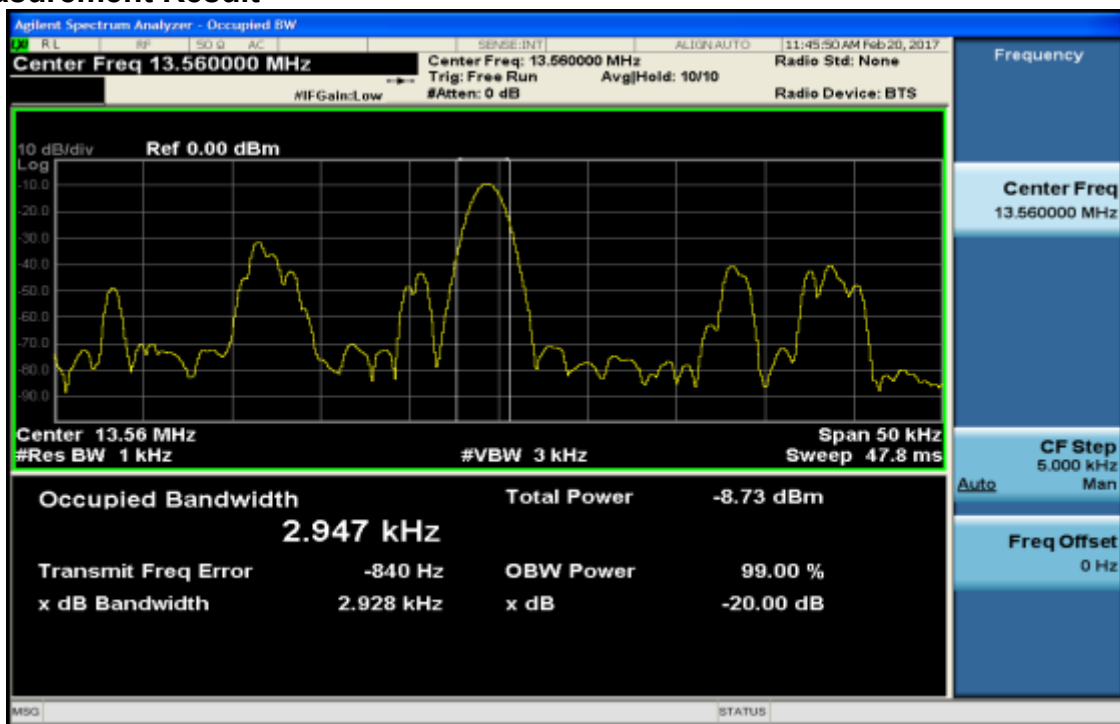 asurement Result
Agilent Spectrum Analyzer - Occupied BW
LXI RL RF 50 Ω AC SENSE:INT ALIGN AUTO 11:45:50 AM Feb 20, 2017
Center Freq 13.560000 MHz
Center Freq: 13.560000 MHz
Radio Std: None
Trig: Free Run
Avg|Hold: 10/10
#IFGain:Low
#Atten: 0 dB
Radio Device: BTS
10 dB/div
Ref 0.00 dBm
Log
-10.0
-20.0
-30.0
-40.0
-50.0
-60.0
-70.0
-80.0
-90.0
Center 13.56 MHz
Span 50 kHz
#Res BW 1 kHz
#VBW 3 kHz
Sweep 47.8 ms
Occupied Bandwidth
Total Power -8.73 dBm
2.947 kHz
Transmit Freq Error -840 Hz
OBW Power 99.00 %
x dB Bandwidth 2.928 kHz
x dB -20.00 dB
Frequency
Center Freq
13.560000 MHz
CF Step
5.000 kHz
Auto Man
Freq Offset
0 Hz
MSG STATUS